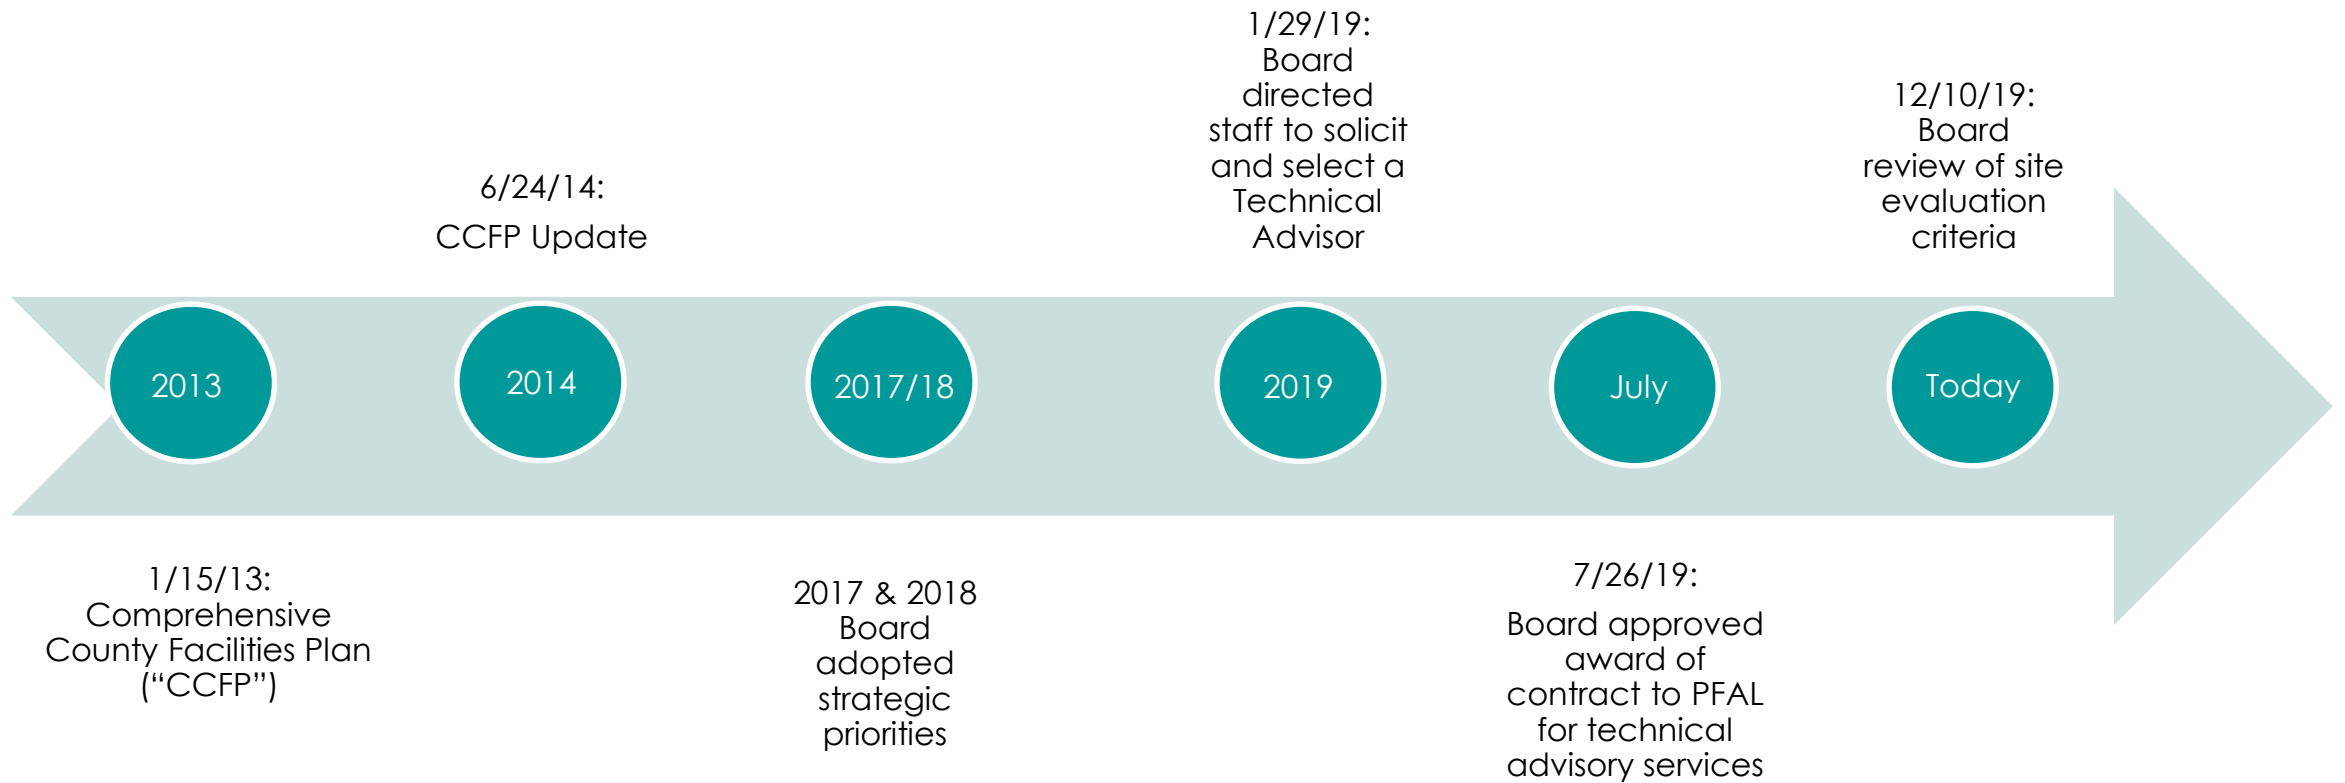 1/29/19:
Board
directed
staff to solicit
and select a
Technical
Advisor
12/10/19:
Board
review of site
evaluation
criteria
6/24/14:
CCFP Update
2013
2014
2017/18
2019
July
Today
1/15/13:
Comprehensive
County Facilities Plan
(“CCFP”)
2017 & 2018
Board
adopted
strategic
priorities
7/26/19:
Board approved
award of
contract to PFAL
for technical
advisory services